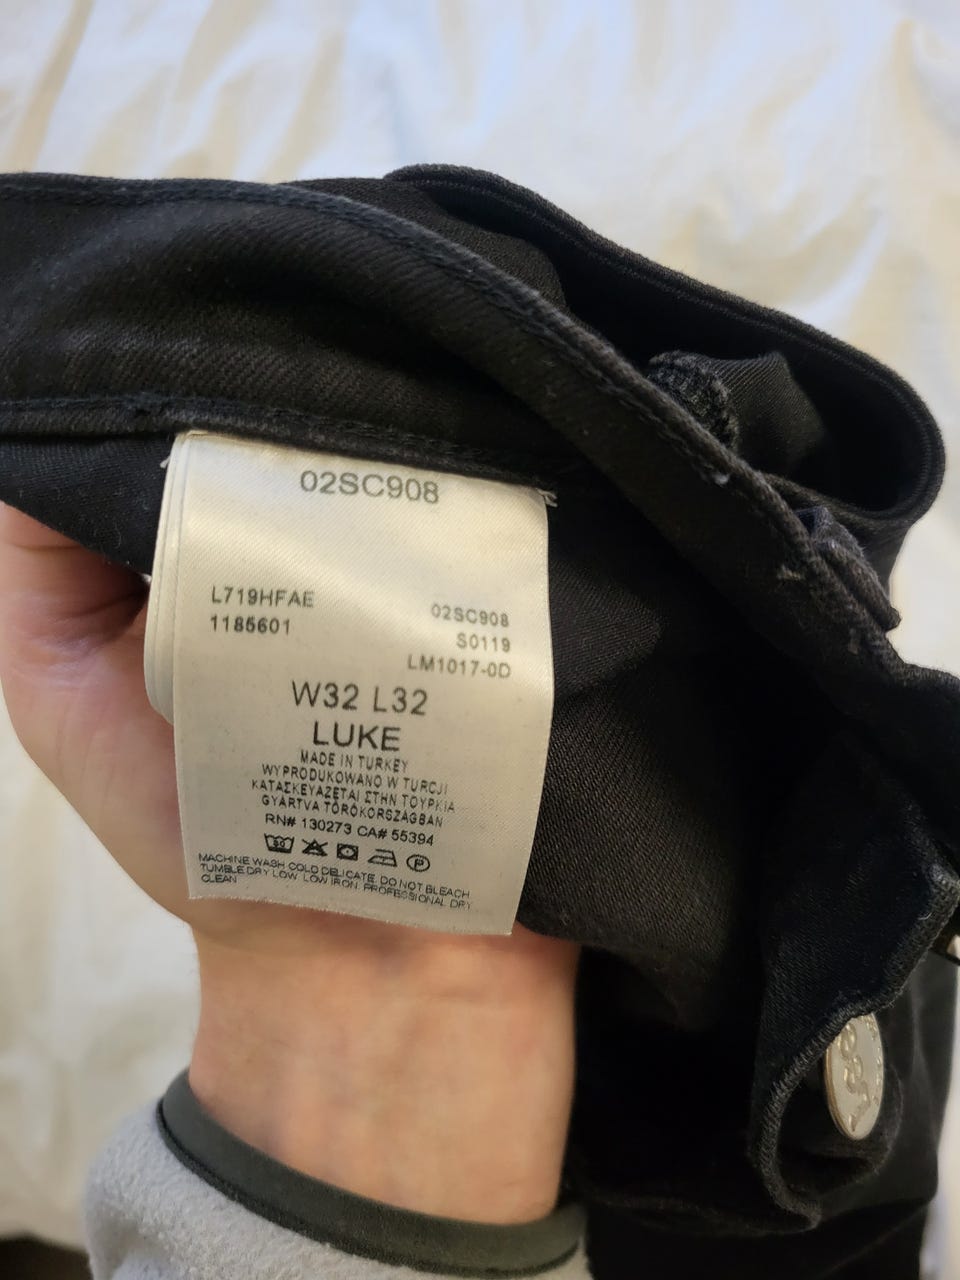 02SC908
L719HFAE
1185601
02SC908
S0119
LM1017-0D
W32 L32
LUKE
MADE IN TURKEY
WYPRODUKOWANO W TURCJI
ΚΑΤΑΣΚΕΥΑΖΕΤΑΙ ΣΤΗΝ ΤΟΥΡΚΙΑ
GYÁRTVA TÖRÖKORSZÁGBAN
RN# 130273 CA# 55394
30
P
MACHINE WASH COLD DELICATE. DO NOT BLEACH
TUMBLE DRY LOW. LOW IRON. PROFESSIONAL DRY
CLEAN